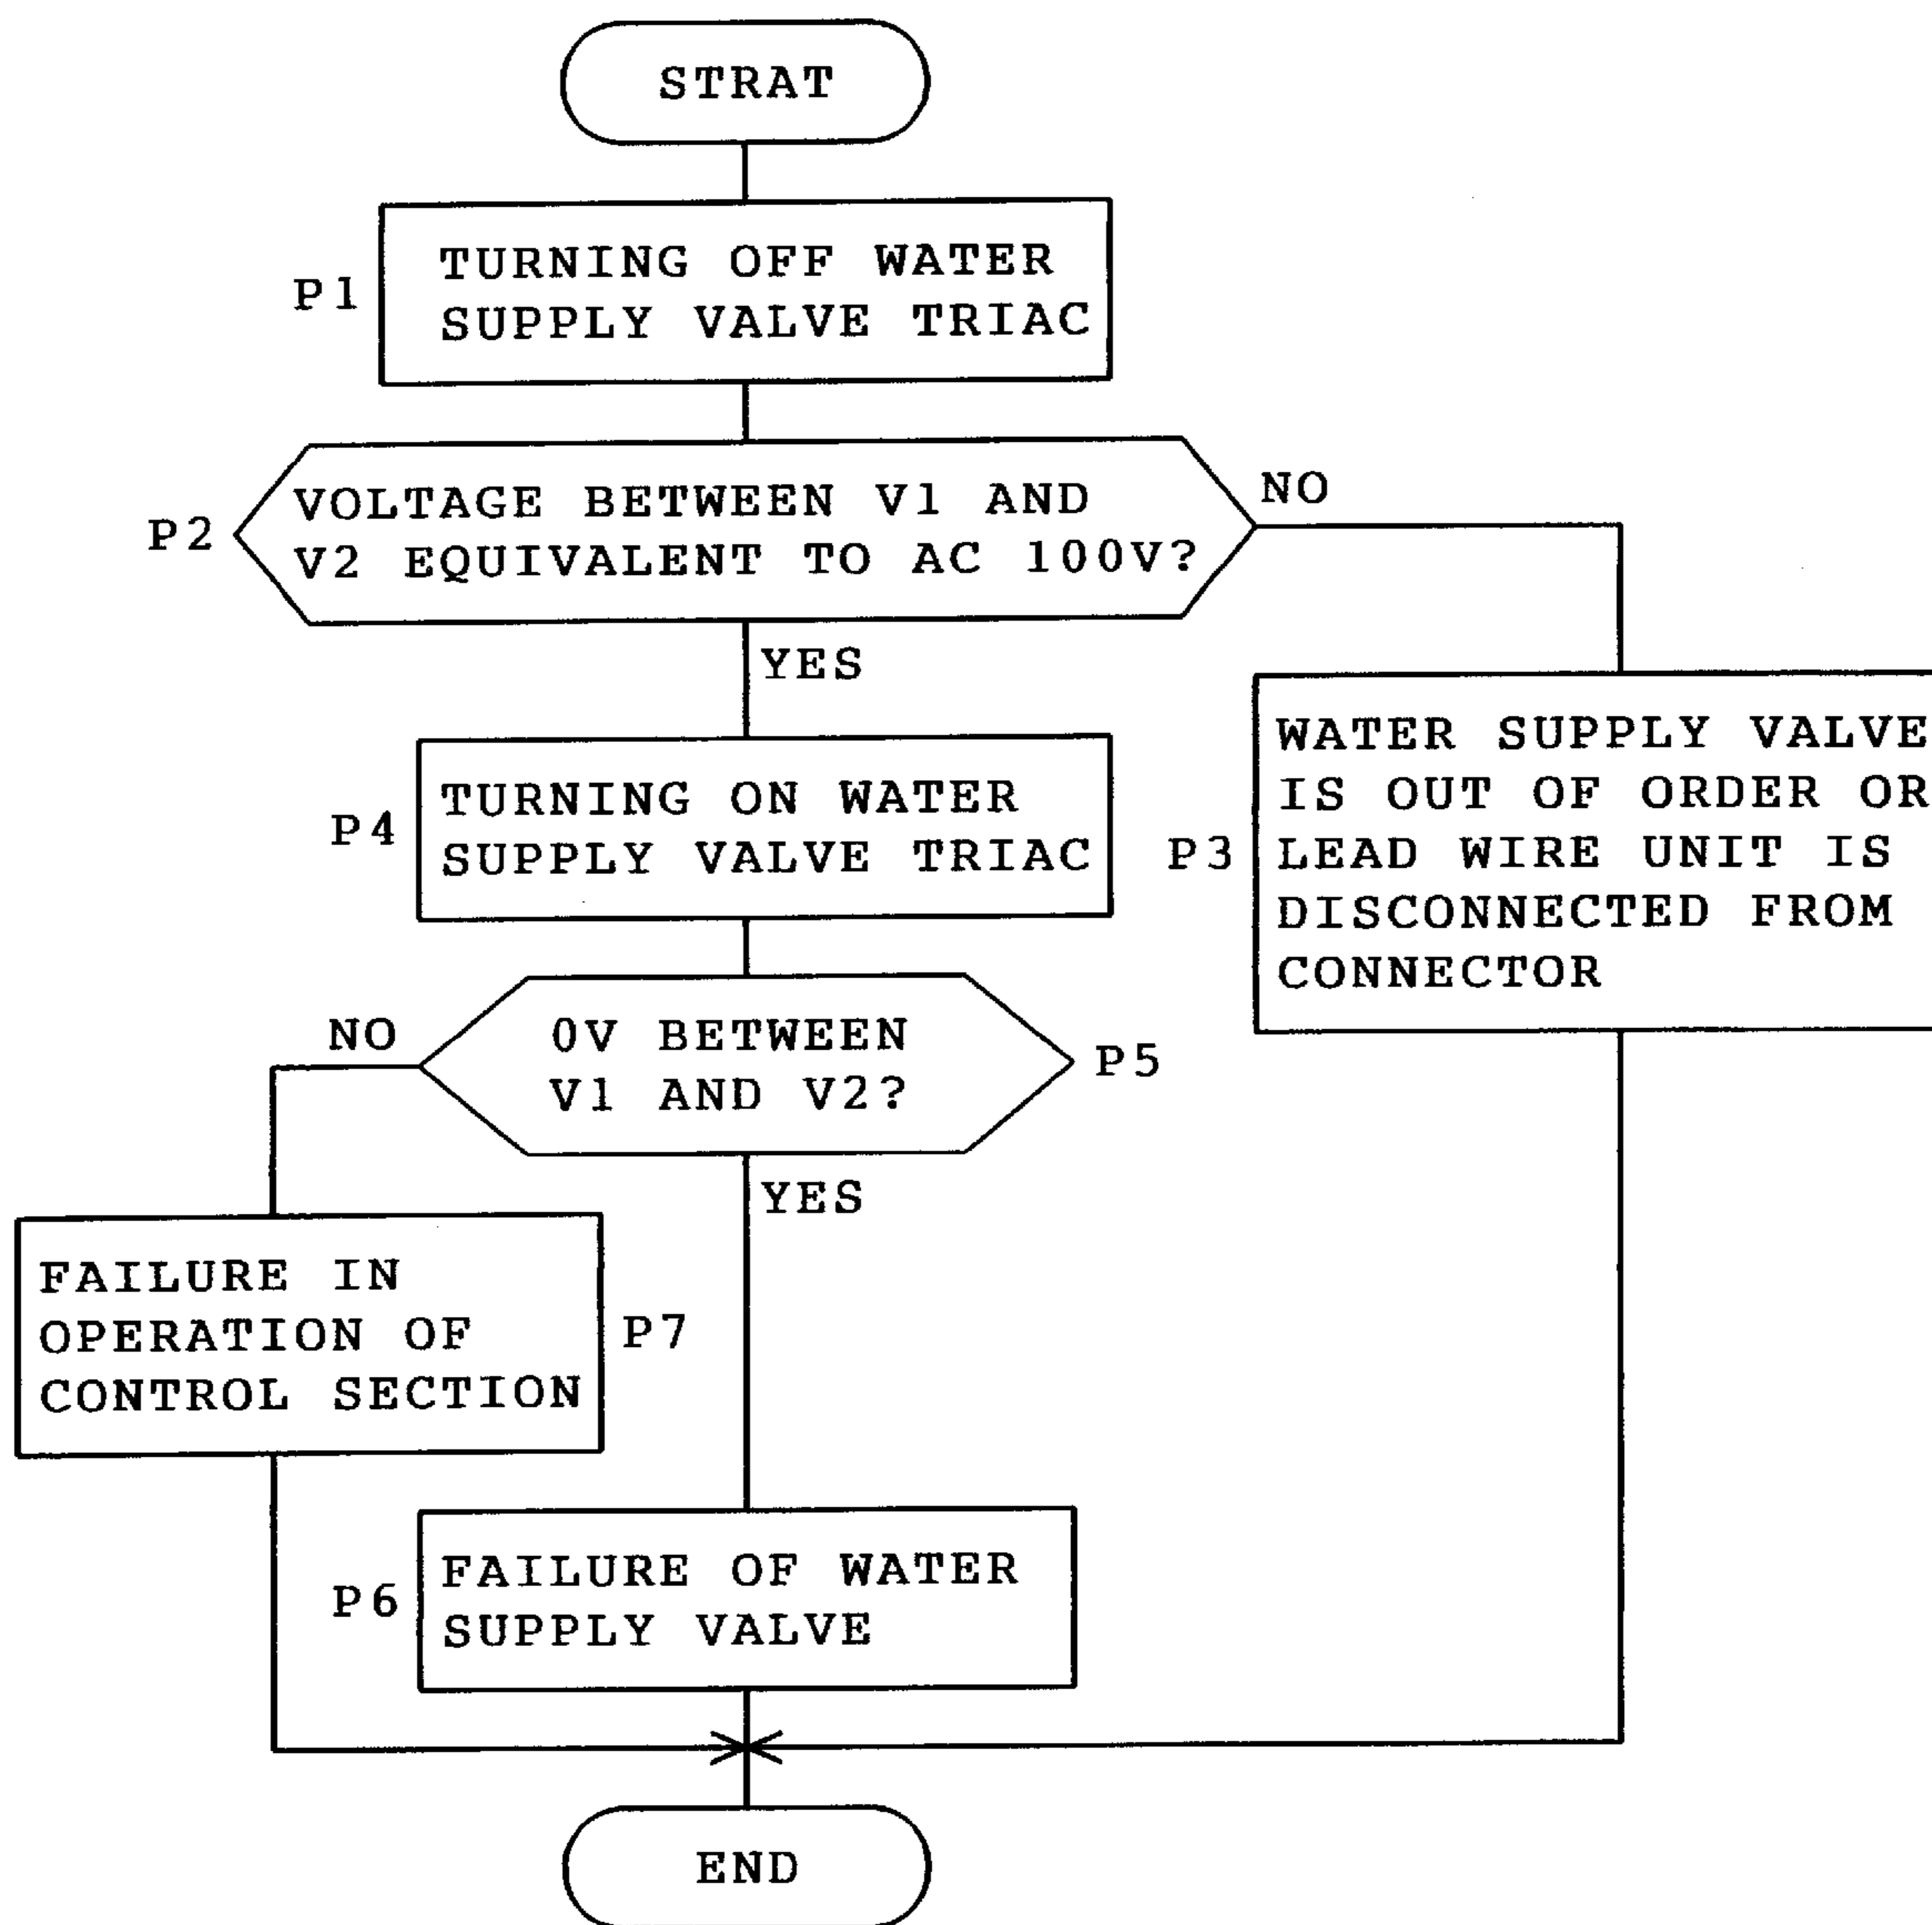 STRAT
P1
TURNING OFF WATER
SUPPLY VALVE TRIAC
P2
VOLTAGE BETWEEN V1 AND
V2 EQUIVALENT TO AC 100V?
NO
YES
P4
TURNING ON WATER
SUPPLY VALVE TRIAC
P3
WATER SUPPLY VALVE
IS OUT OF ORDER OR
LEAD WIRE UNIT IS
DISCONNECTED FROM
CONNECTOR
NO
0V BETWEEN
V1 AND V2?
P5
YES
FAILURE IN
OPERATION OF
CONTROL SECTION
P7
P6
FAILURE OF WATER
SUPPLY VALVE
END